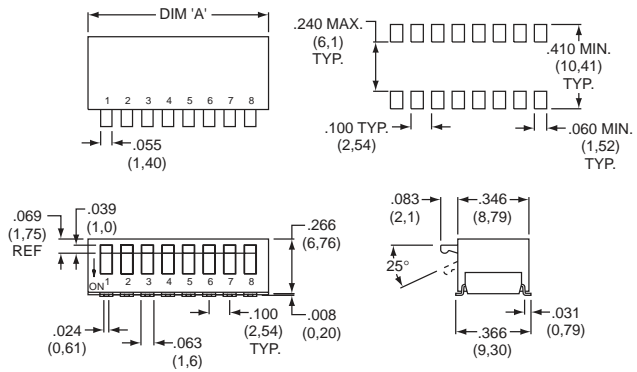 DIM 'A'
1 2 3 4 5 6 7 8
.055
(1,40)
.240 MAX.
(6,1)
TYP.
.410 MIN.
(10,41)
TYP.
.100 TYP.
(2,54)
.060 MIN.
(1,52)
TYP.
.069
(1,75)
REF
.039
(1,0)
.266
(6,76)
ON
1 2 3 4 5 6 7 8
.024
(0,61)
.063
(1,6)
.100
(2,54)
TYP.
.008
(0,20)
.083
(2,1)
.346
(8,79)
25°
.031
(0,79)
.366
(9,30)